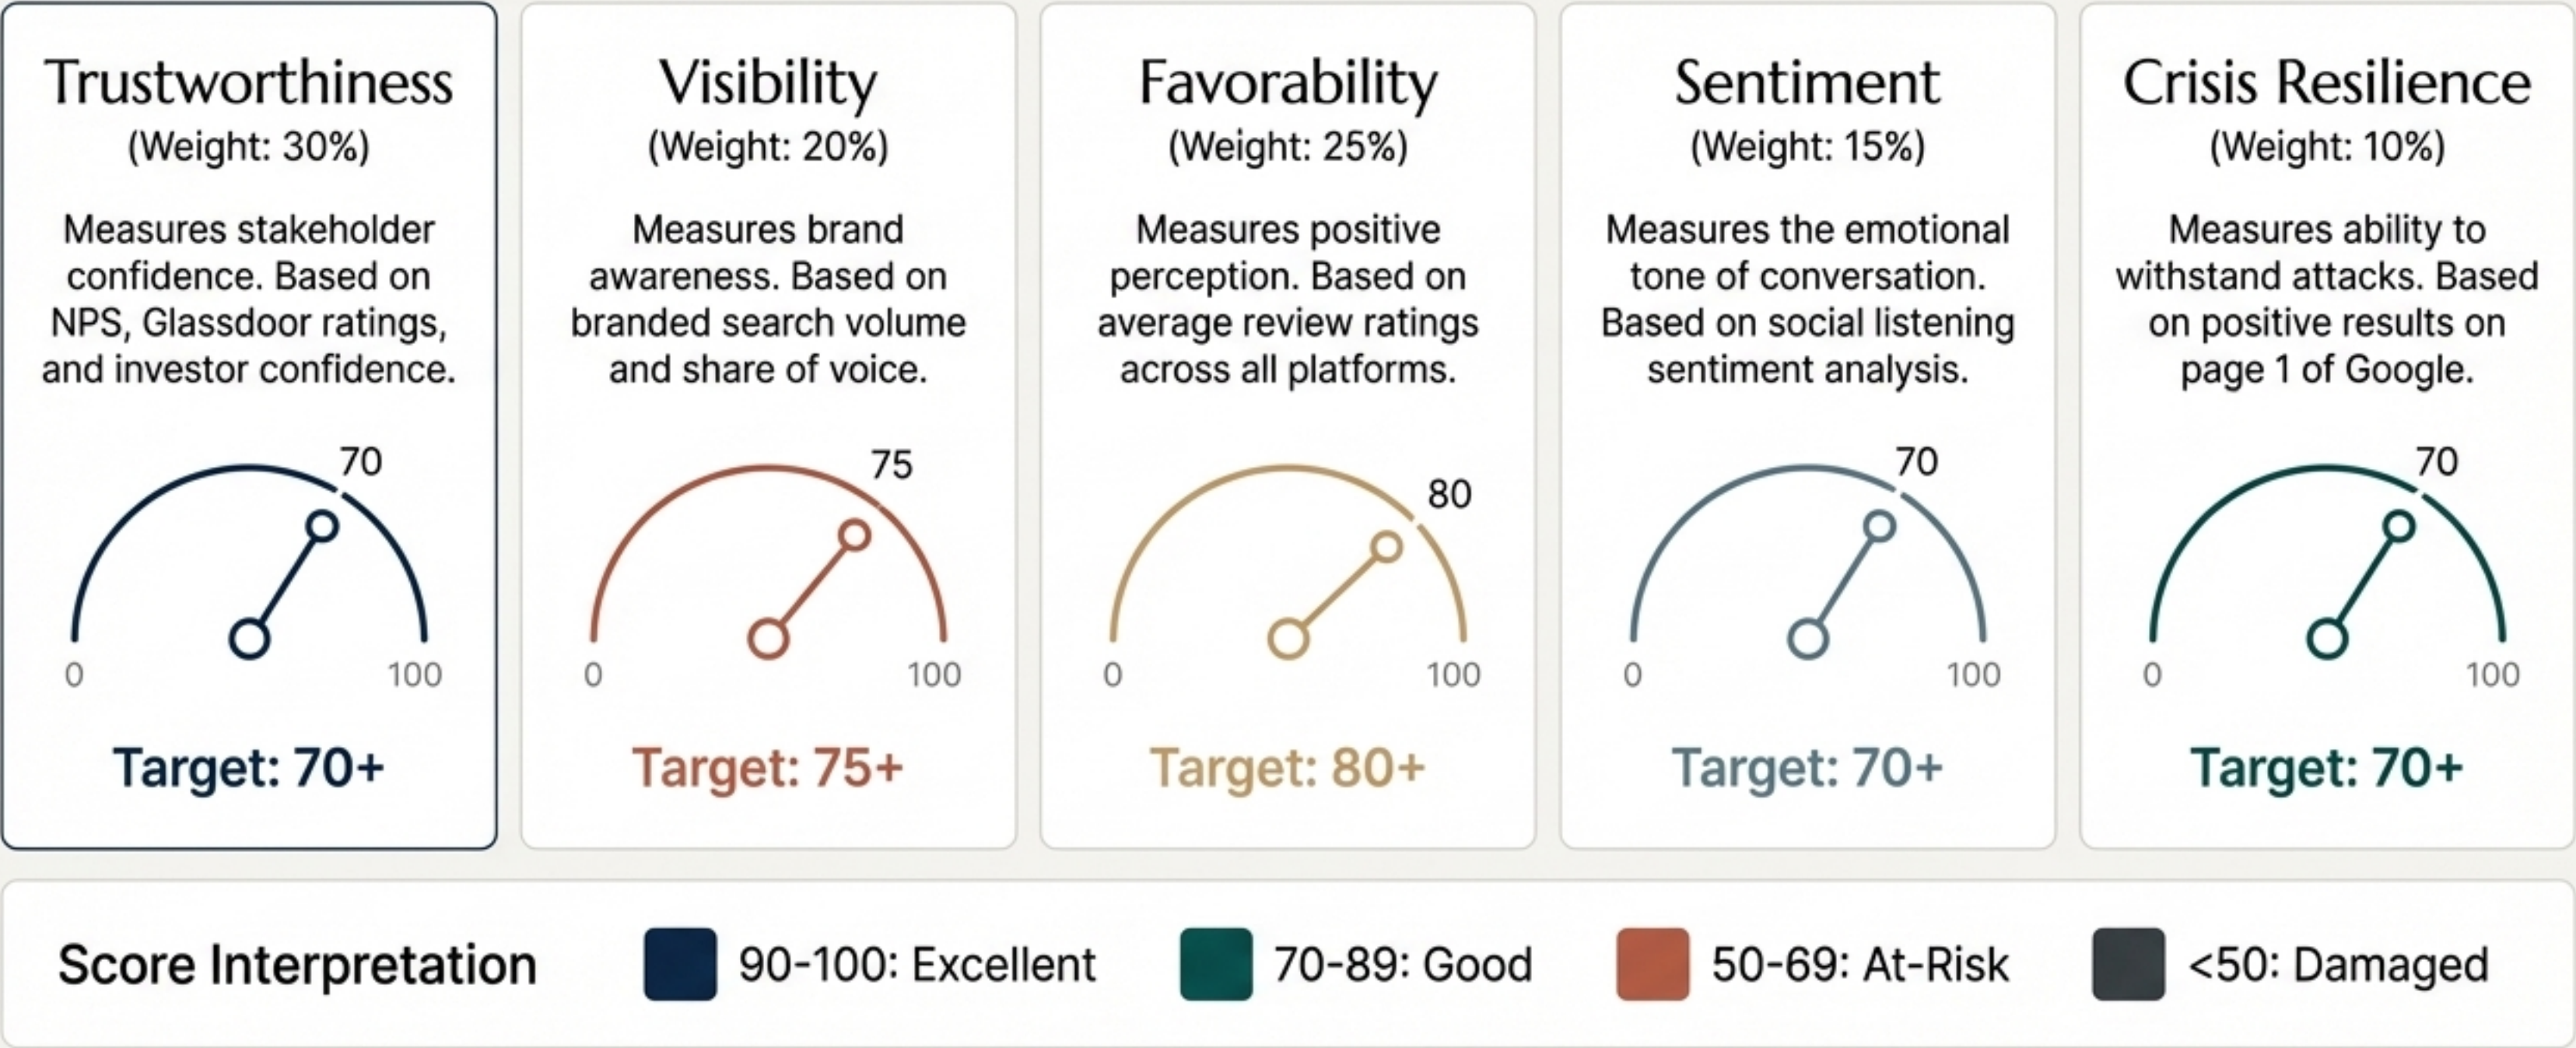 Trustworthiness
(Weight: 30%)
Measures stakeholder
confidence. Based on
NPS, Glassdoor ratings,
and investor confidence.
70
0
100
Target: 70+
Visibility
(Weight: 20%)
Measures brand
awareness. Based on
branded search volume
and share of voice.
75
0
100
Target: 75+
Favorability
(Weight: 25%)
Measures positive
perception. Based on
average review ratings
across all platforms.
80
0
100
Target: 80+
Sentiment
(Weight: 15%)
Measures the emotional
tone of conversation.
Based on social listening
sentiment analysis.
70
0
100
Target: 70+
Crisis Resilience
(Weight: 10%)
Measures ability to
withstand attacks. Based
on positive results on
page 1 of Google.
70
0
100
Target: 70+
Score Interpretation
90-100: Excellent
70-89: Good
50-69: At-Risk
<50: Damaged